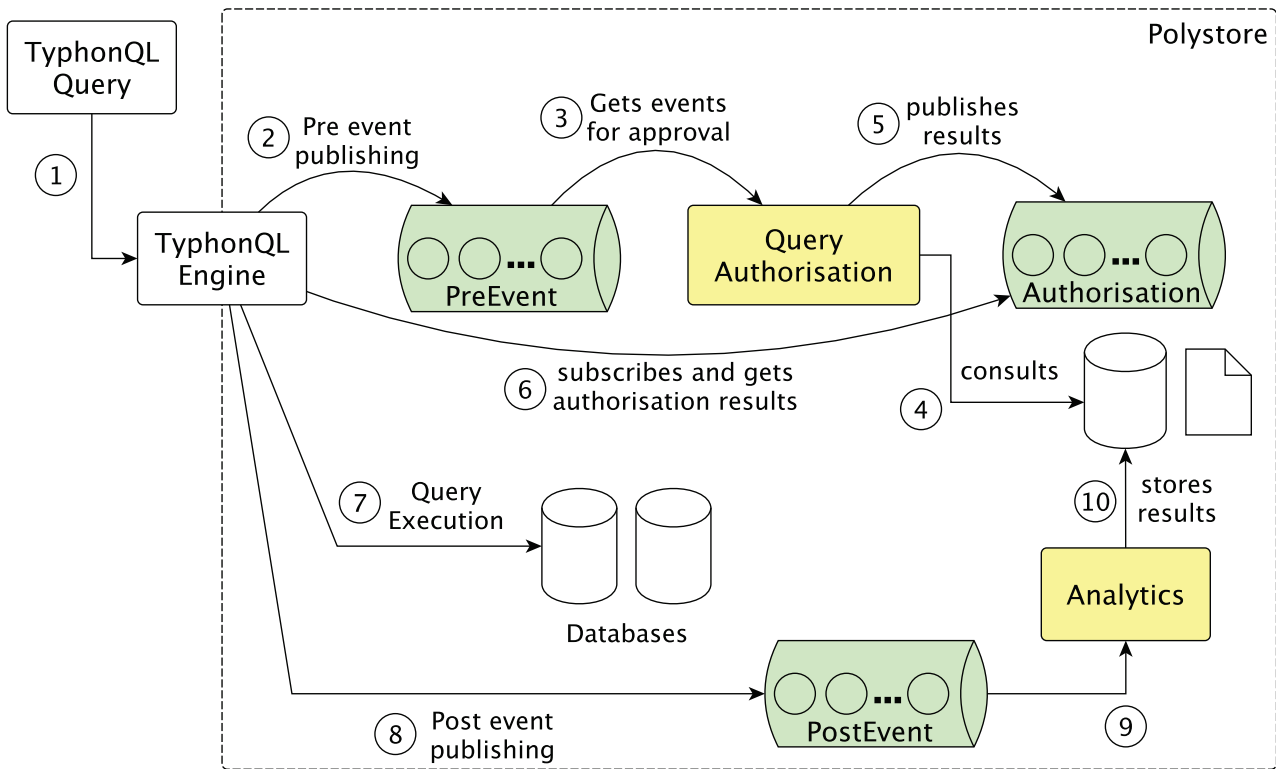 Polystore
TyphonQL
Query
1
2
Pre event
publishing
3
Gets events
for approval
5
publishes
results
TyphonQL
Engine
...
PreEvent
Query
Authorisation
...
Authorisation
6
subscribes and gets
authorisation results
4
consults
7
Query
Execution
Databases
10
stores
results
Analytics
8
Post event
publishing
...
PostEvent
9